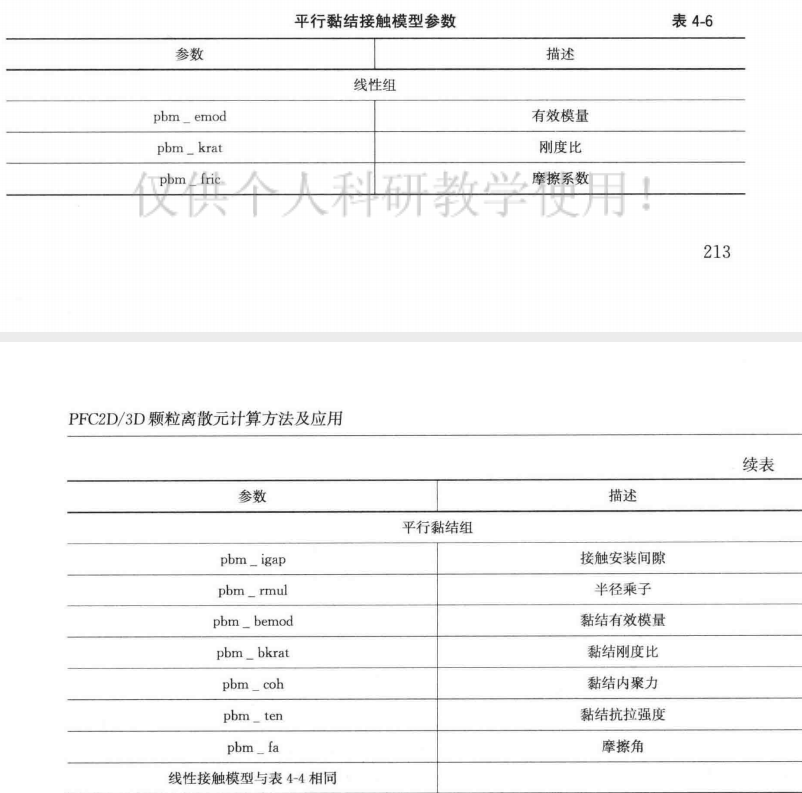 平行黏结接触模型参数 表 4-6
参数 描述
线性组
pbm _ emod 有效模量
pbm _ krat 刚度比
pbm _ fric 摩擦系数
仅供个人科研教学使用！
213
PFC2D/3D 颗粒离散元计算方法及应用
续表
参数 描述
平行黏结组
pbm _ igap 接触安装间隙
pbm _ rmul 半径乘子
pbm _ bemod 黏结有效模量
pbm _ bkrat 黏结刚度比
pbm _ coh 黏结内聚力
pbm _ ten 黏结抗拉强度
pbm _ fa 摩擦角
线性接触模型与表 4-4 相同